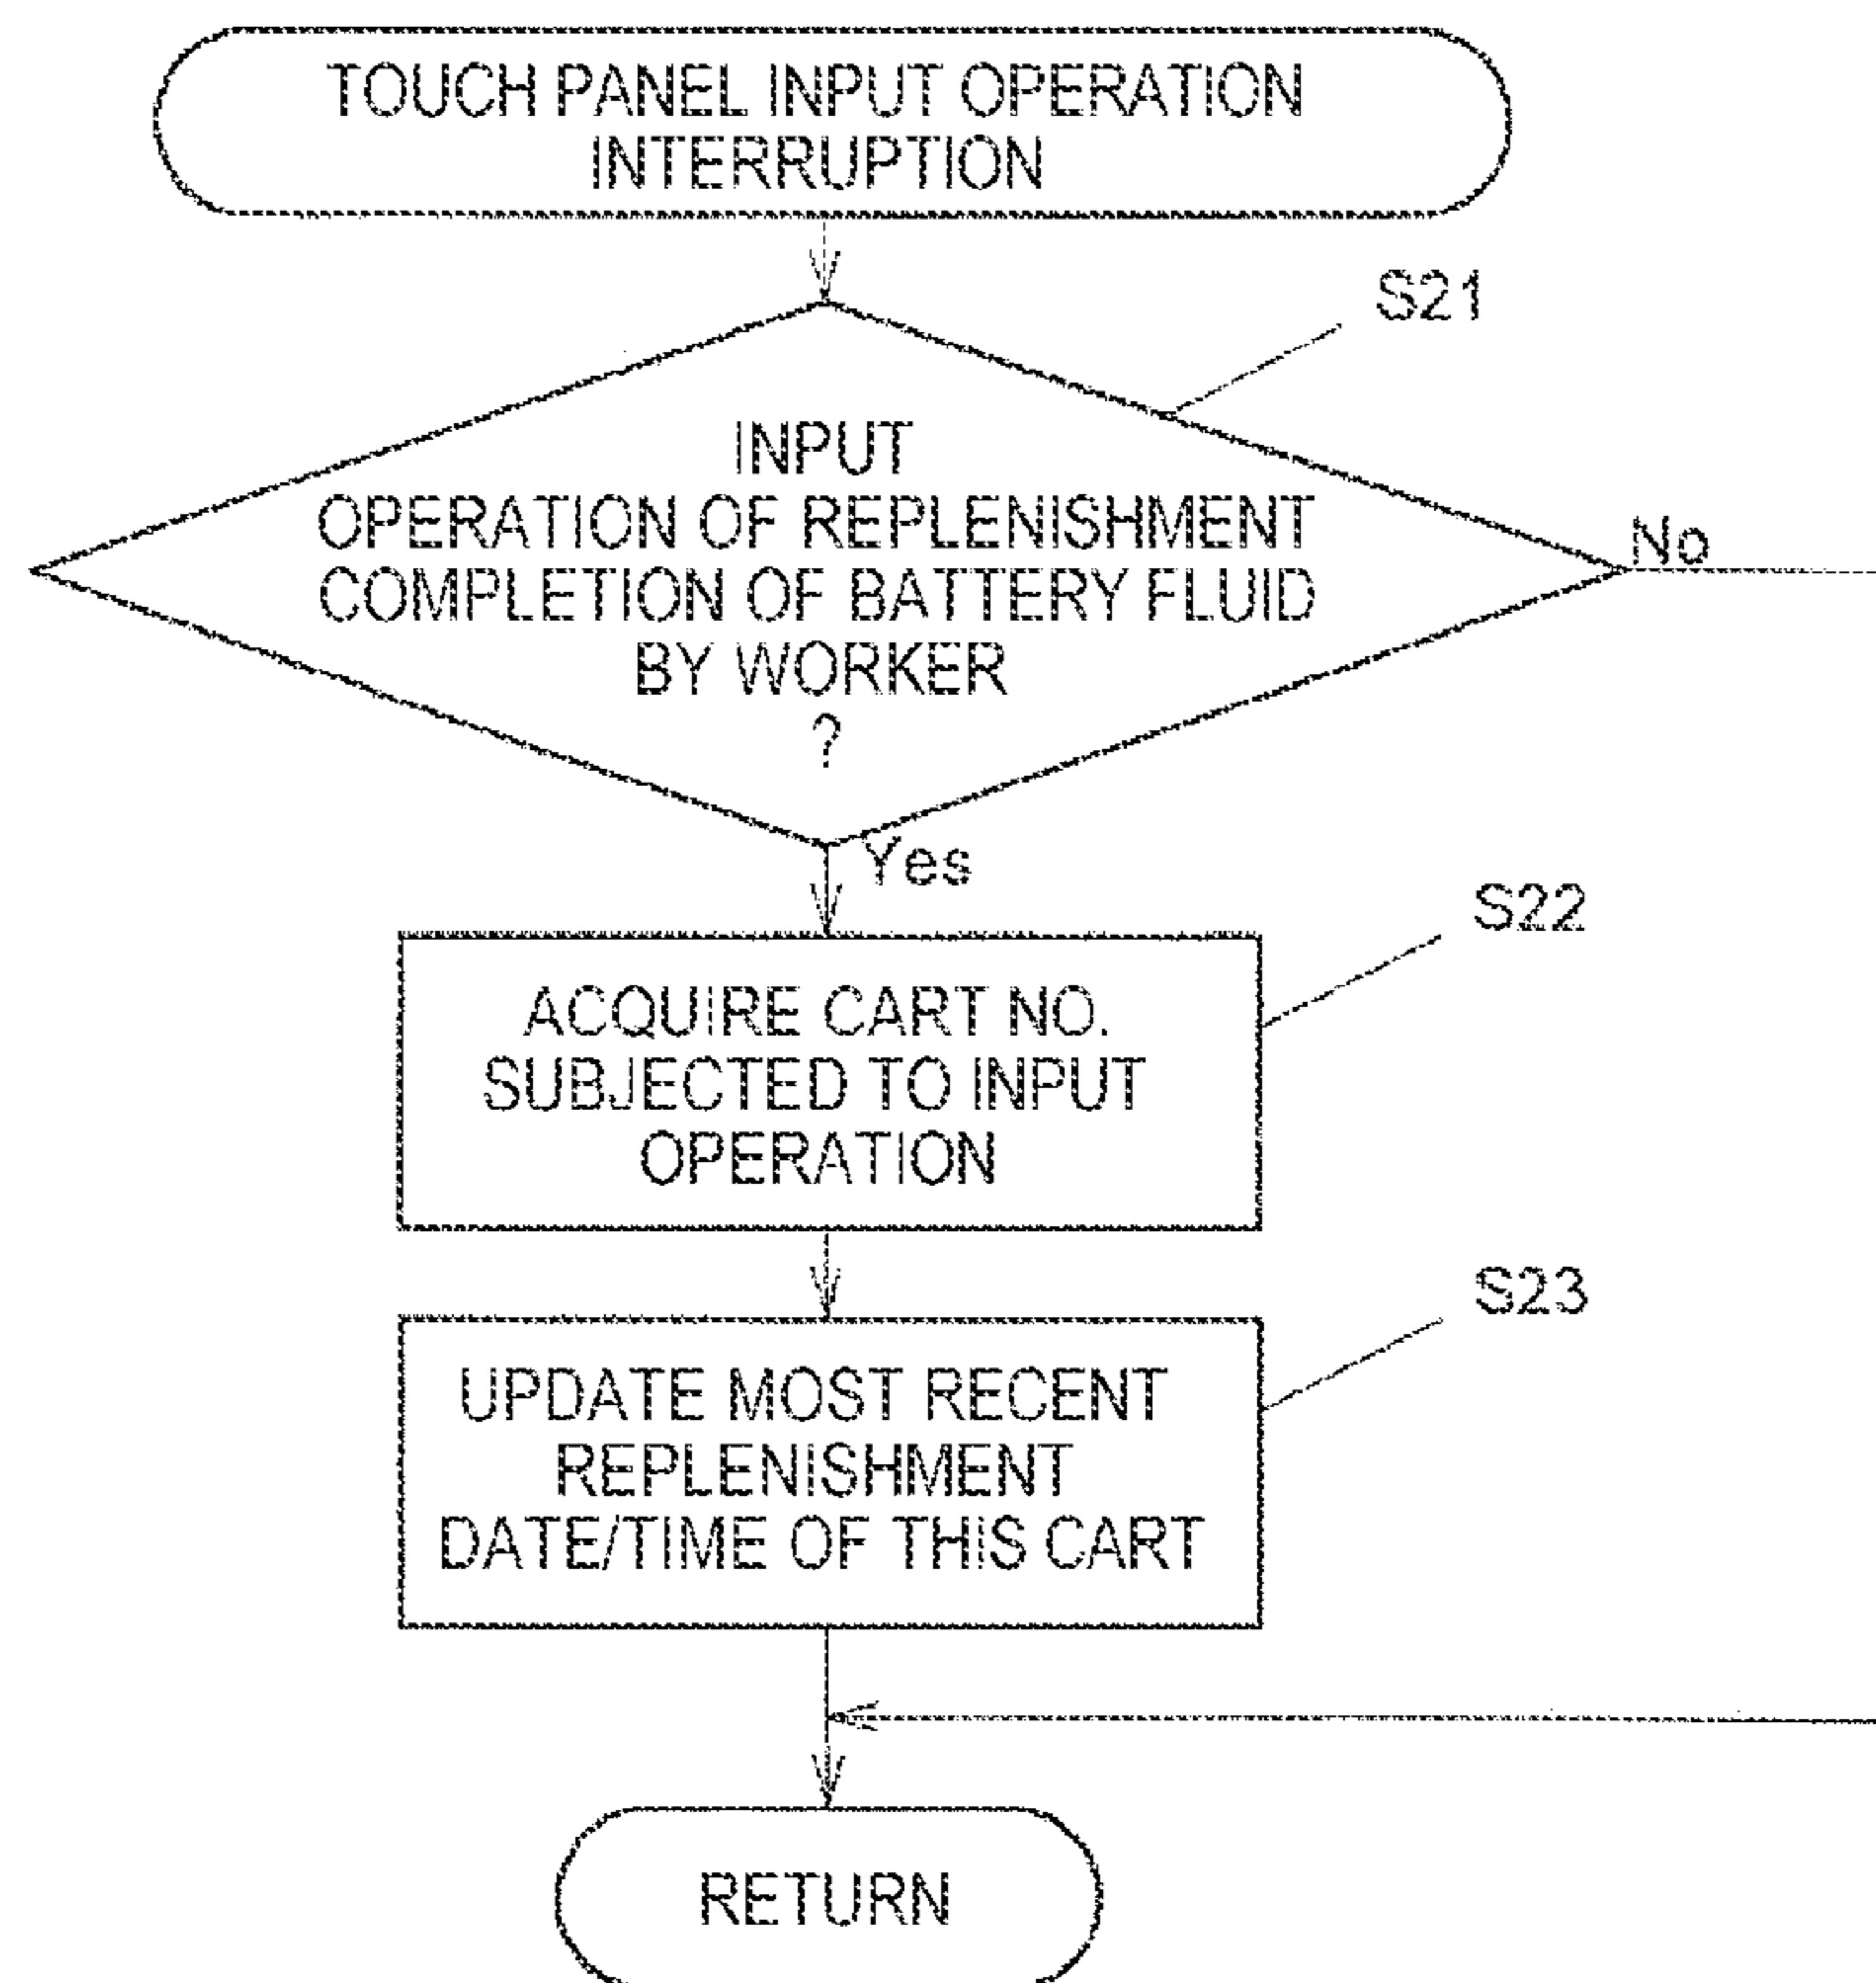 TOUCH PANEL INPUT OPERATION
INTERRUPTION
S21
INPUT
OPERATION OF REPLENISHMENT
COMPLETION OF BATTERY FLUID
BY WORKER
?
No
Yes
S22
ACQUIRE CART NO.
SUBJECTED TO INPUT
OPERATION
S23
UPDATE MOST RECENT
REPLENISHMENT
DATE/TIME OF THIS CART
RETURN